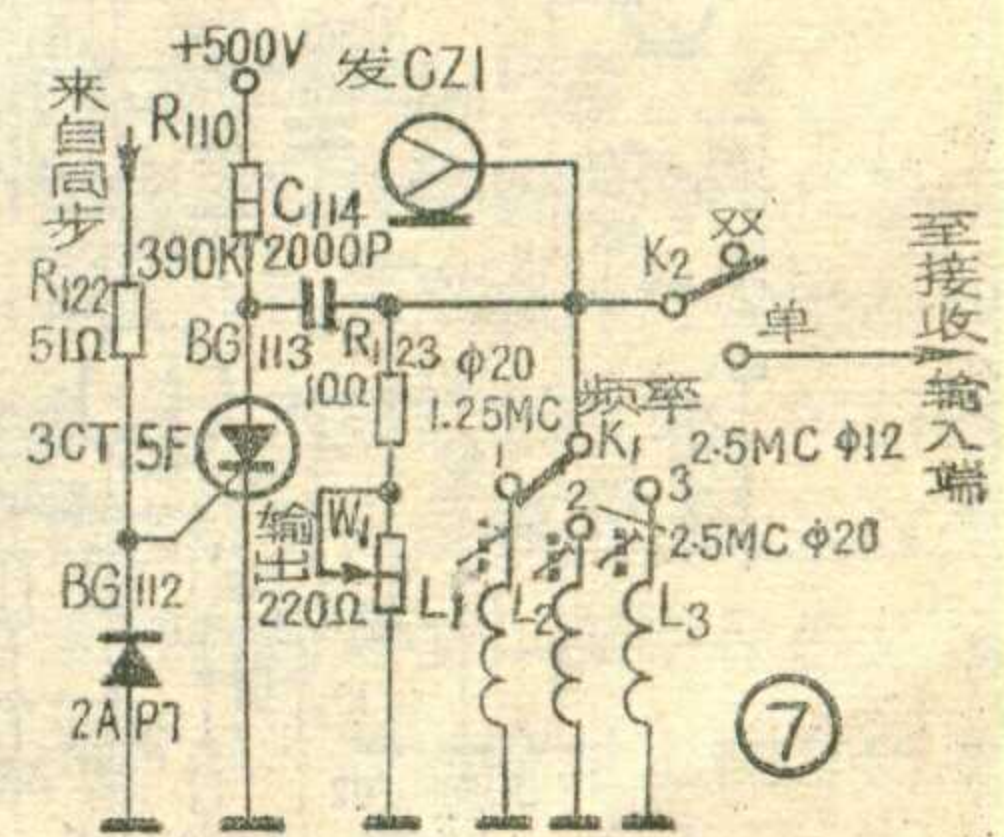 +500V
发CZ1
来自同步
R110
C114
390K
2000P
R122
51Ω
BG113
R123
10Ω
φ20
1.25MC
双
K2
单
至接收输入端
频率
K1
2.5MC φ12
3CT5F
1
2
3
2.5MC φ20
输出
W1
220Ω
BG112
L1
L2
L3
2AP7
⑦